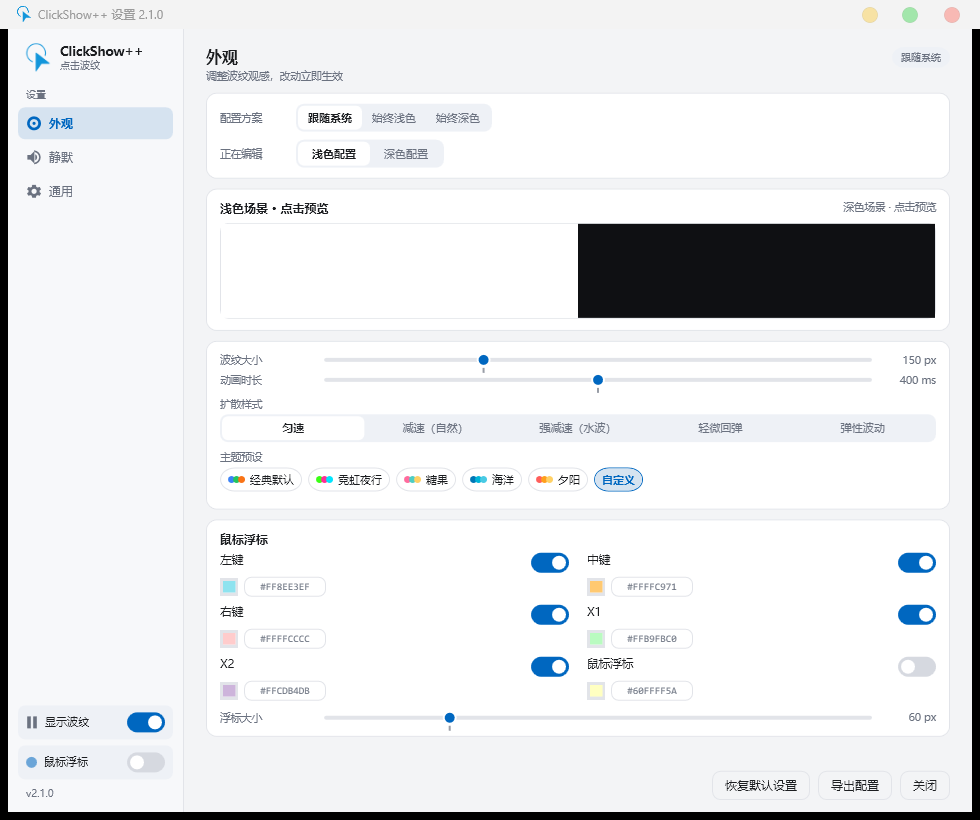 ClickShow++ 设置 2.1.0
ClickShow++
点击波纹
设置
外观
静默
通用
显示波纹
鼠标浮标
v2.1.0
外观
调整波纹观感，改动立即生效
跟随系统
配置方案 跟随系统 始终浅色 始终深色
正在编辑 浅色配置 深色配置
浅色场景 • 点击预览 深色场景 · 点击预览
波纹大小 150 px
动画时长 400 ms
扩散样式
匀速 减速（自然） 强减速（水波） 轻微回弹 弹性波动
主题预设
经典默认 霓虹夜行 糖果 海洋 夕阳 自定义
鼠标浮标
左键 中键
#FF8EE3EF #FFFFC971
右键 X1
#FFFFCCCC #FFB9FBC0
X2 鼠标浮标
#FFCDB4DB #60FFFF5A
浮标大小 60 px
恢复默认设置 导出配置 关闭